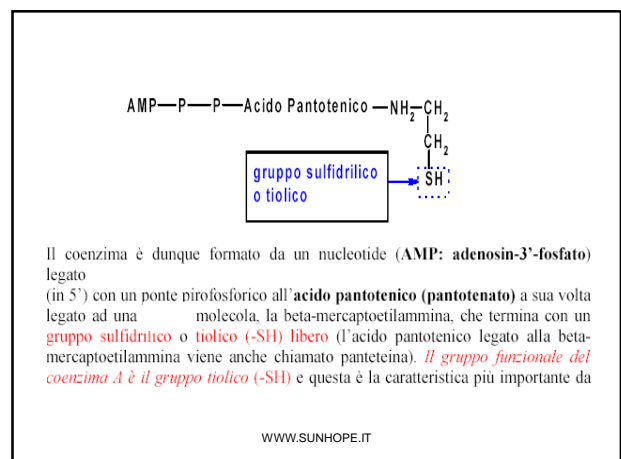 AMP—P—P—Acido Pantotenico—NH2—CH2
CH2
gruppo sulfidrilico
o tiolico
SH
Il coenzima è dunque formato da un nucleotide (AMP: adenosin-3'-fosfato)
legato
(in 5') con un ponte pirofosforico all'acido pantotenico (pantotenato) a sua volta
legato ad una molecola, la beta-mercaptoetilammina, che termina con un
gruppo sulfidrilico o tiolico (-SH) libero (l'acido pantotenico legato alla beta-
mercaptoetilammina viene anche chiamato panteteina). Il gruppo funzionale del
coenzima A è il gruppo tiolico (-SH) e questa è la caratteristica più importante da
WWW.SUNHOPE.IT